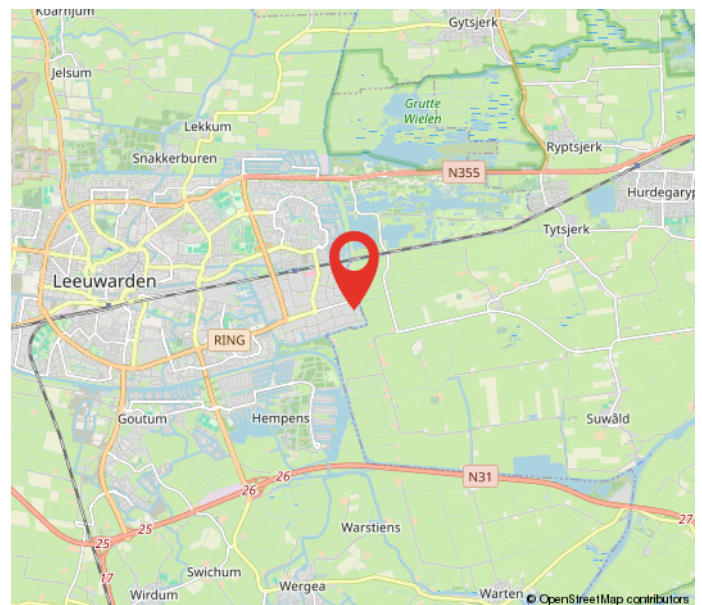 Koarnjum
Gytsjerk
Jelsum
Grutte
Wielen
Lekkum
Ryptsjerk
Snakkerburen
N355
Hurdegaryp
Tytsjerk
Leeuwarden
RING
Goutum
Hempens
Suwâld
26
N31
26
25
27
25
Warstiens
17
Swichum
Wirdum
Wergea
Warten
© OpenStreetMap contributors